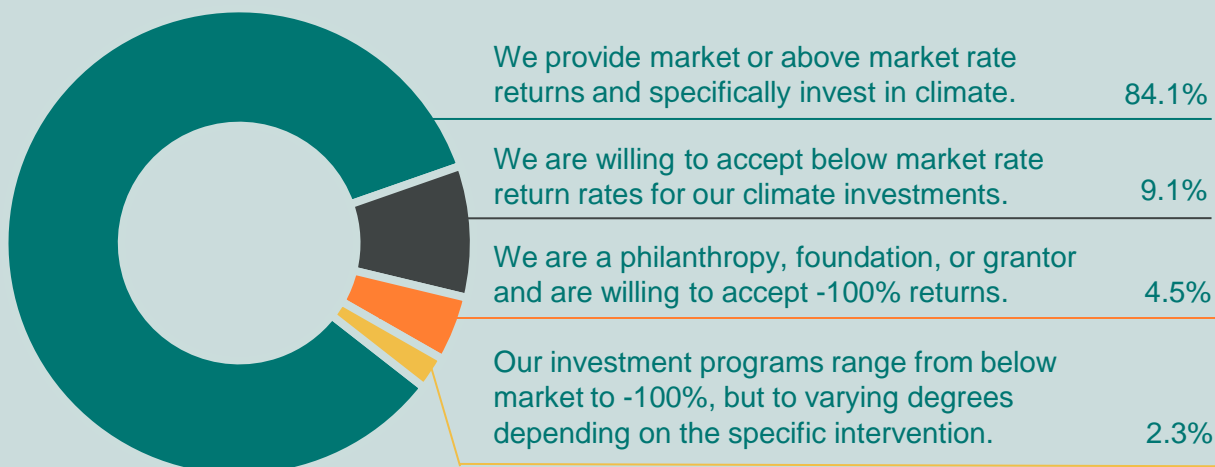 We provide market or above market rate
returns and specifically invest in climate. 84.1%
We are willing to accept below market rate
return rates for our climate investments. 9.1%
We are a philanthropy, foundation, or grantor
and are willing to accept -100% returns. 4.5%
Our investment programs range from below
market to -100%, but to varying degrees
depending on the specific intervention. 2.3%